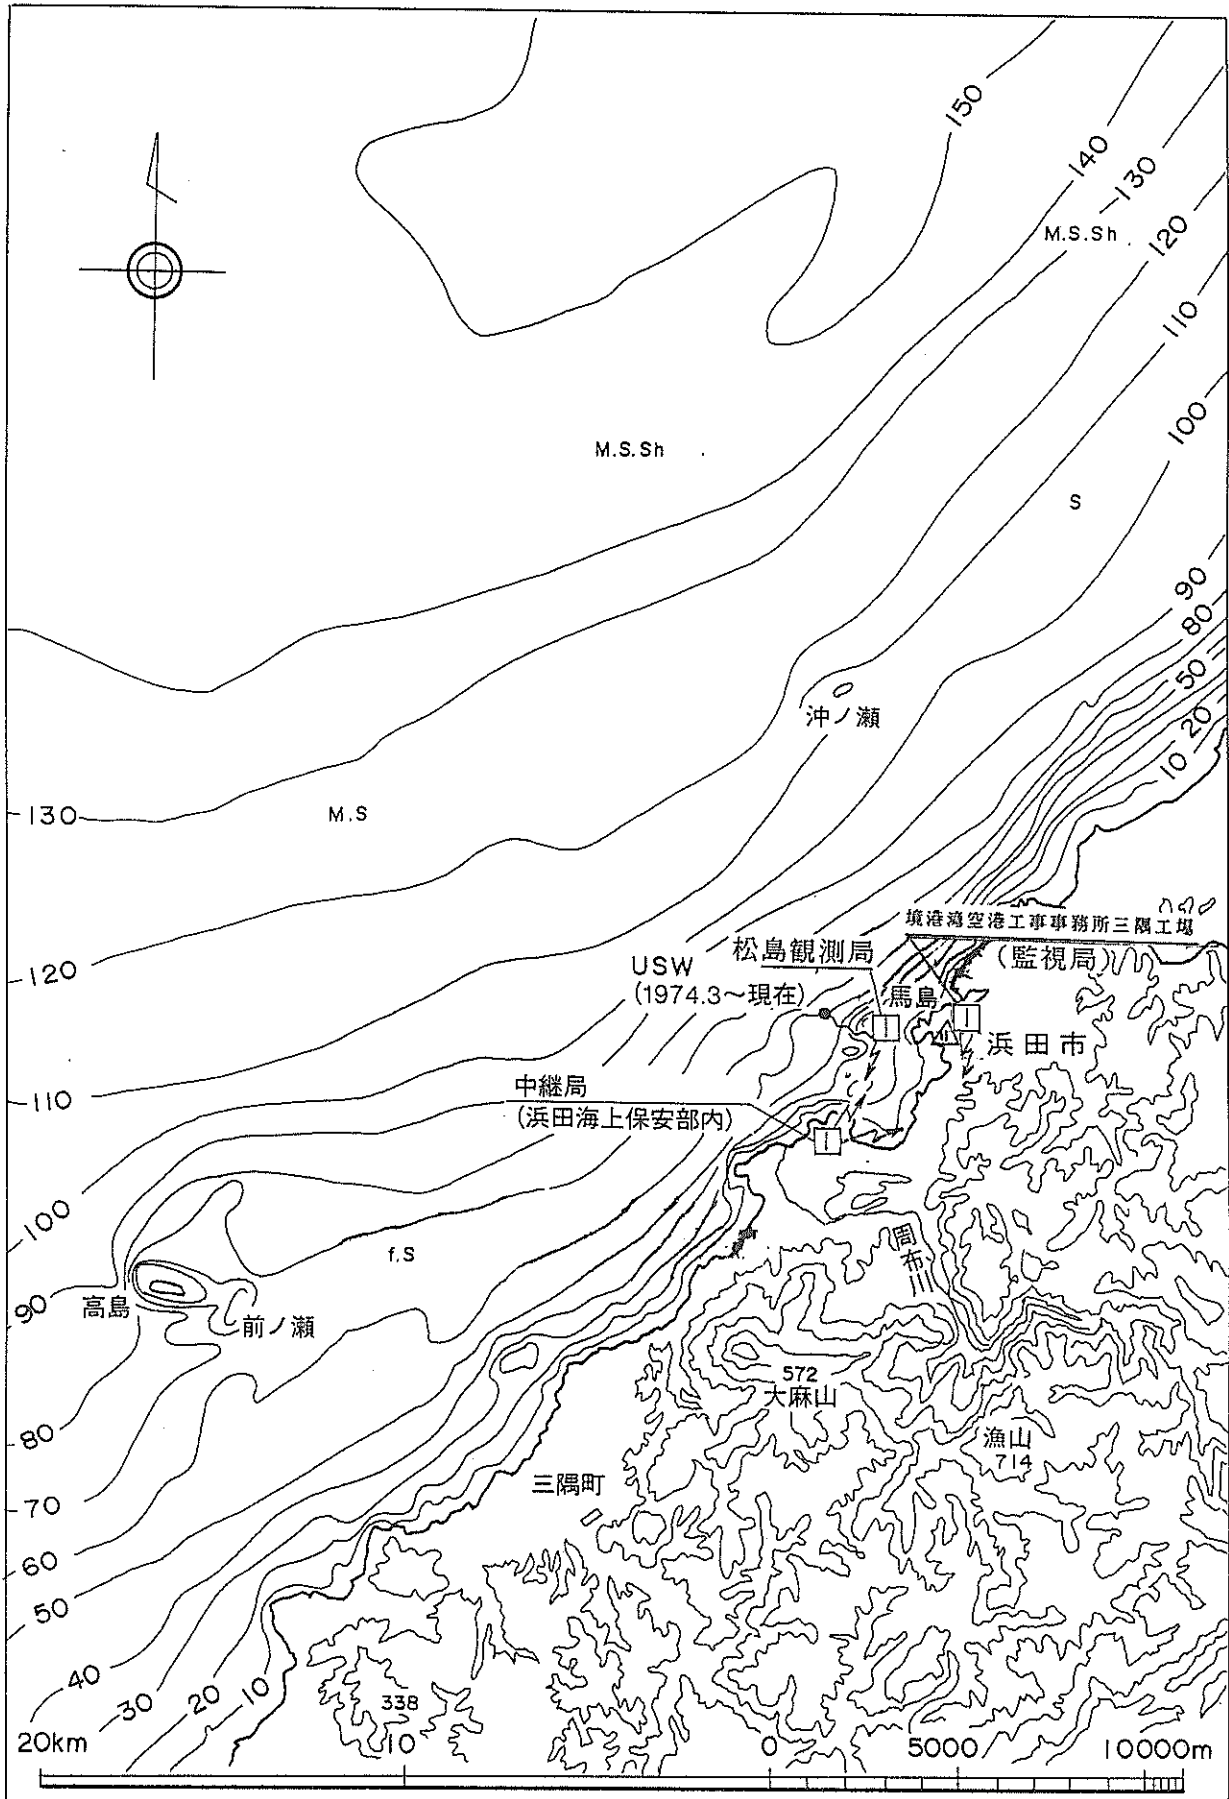 150
140
130
M.S.Sh
120
110
100
M.S.Sh
S
90
80
50
20
10
沖ノ瀬
130
M.S
境港湾空港工事事務所三隅工場
松島観測局
(監視局)
USW
(1974.3~現在)
馬島
浜田市
120
110
中継局
(浜田海上保安部内)
100
f.S
周布川
90
高島
前ノ瀬
572
大麻山
80
漁山
714
70
三隅町
60
50
40
30
20
10
338
20km
10
0
5000
10000m